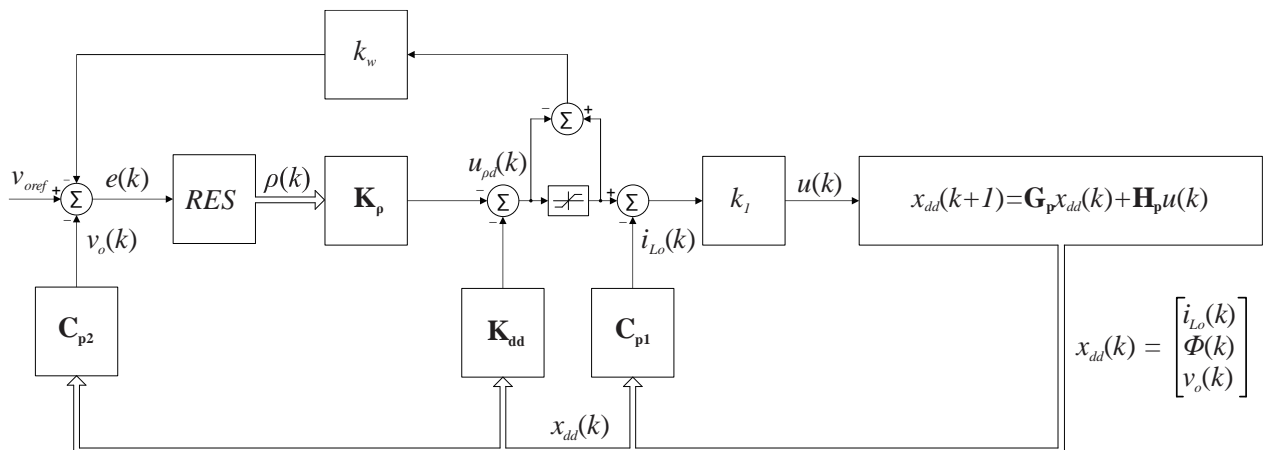 k_w
− +
Σ
v_oref + − Σ −
e(k)
RES
ρ(k)
K_ρ
u_ρd(k)
− Σ −
+ Σ −
k_1
u(k)
x_dd(k+1)=G_p x_dd(k)+H_p u(k)
v_o(k)
i_Lo(k)
C_p2
K_dd
C_p1
x_dd(k) = [i_Lo(k)
Φ(k)
v_o(k)]
x_dd(k)